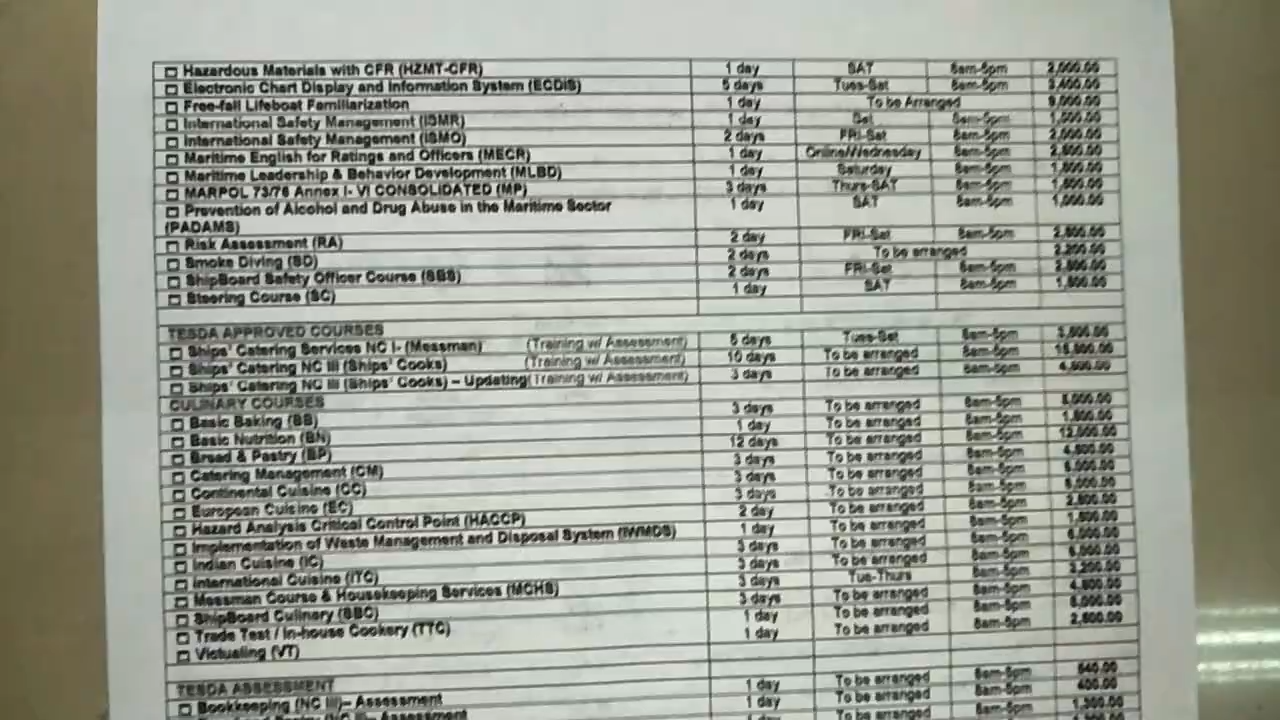 Hazardous Materials with CFR (HZMT-CFR) 1 day SAT 8am-5pm 2,000.00
Electronic Chart Display and Information System (ECDIS) 5 days Tues-Sat 8am-5pm 3,400.00
Free-fall Lifeboat Familiarization 1 day To be Arranged
International Safety Management (ISMR) 1 day Sat 8am-5pm
International Safety Management (ISMO) 2 days FRI-Sat 8am-5pm 2,000.00
Maritime English for Ratings and Officers (MECR) 1 day Online/Wednesday 8am-5pm
Maritime Leadership & Behavior Development (MLBD) 1 day Saturday 8am-5pm
MARPOL 73/78 Annex I- VI CONSOLIDATED (MP) 3 days Thurs-SAT 8am-5pm
Prevention of Alcohol and Drug Abuse in the Maritime Sector 1 day SAT 8am-5pm 1,000.00
(PADAMS)
Risk Assessment (RA) 2 day FRI-Sat 8am-5pm
Smoke Diving (SD) 2 days To be arranged
ShipBoard Safety Officer Course (SBS) 2 days FRI-Sat 8am-5pm
Steering Course (SC) 1 day SAT 8am-5pm
TESDA APPROVED COURSES
Ships' Catering Services NC I- (Messman) (Training w/ Assessment) 5 days Tues-Sat 8am-5pm
Ships' Catering NC III (Ships' Cooks) (Training w/ Assessment) 10 days To be arranged 8am-5pm
Ships' Catering NC III (Ships' Cooks) – Updating (Training w/ Assessment) 3 days To be arranged 8am-5pm
CULINARY COURSES
Basic Baking (BB) 3 days To be arranged 8am-5pm
Basic Nutrition (BN) 1 day To be arranged 8am-5pm
Bread & Pastry (BP) 12 days To be arranged 8am-5pm 12,000.00
Catering Management (CM) 3 days To be arranged 8am-5pm
Continental Cuisine (CC) 3 days To be arranged 8am-5pm
European Cuisine (EC) 3 days To be arranged 8am-5pm
Hazard Analysis Critical Control Point (HACCP) 2 day To be arranged 8am-5pm
Implementation of Waste Management and Disposal System (IWMDS) 1 day To be arranged 8am-5pm
Indian Cuisine (IC) 3 days To be arranged 8am-5pm
International Cuisine (ITC) 3 days To be arranged 8am-5pm
Messman Course & Housekeeping Services (MCHS) 3 days Tue-Thurs 8am-5pm
ShipBoard Culinary (SBC) 3 days To be arranged 8am-5pm
Trade Test / In-house Cookery (TTC) 1 day To be arranged 8am-5pm
Victualing (VT) 1 day To be arranged 8am-5pm
TESDA ASSESSMENT
Bookkeeping (NC III)– Assessment 1 day To be arranged 8am-5pm
Assessment 1 day To be arranged 8am-5pm